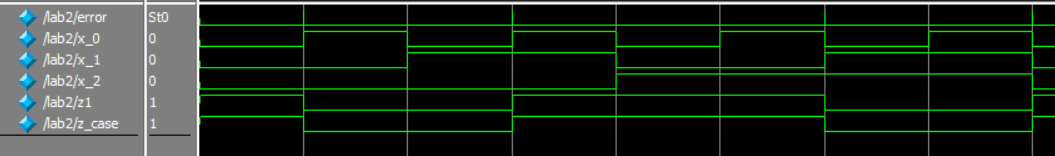 /lab2/error St0
/lab2/x_0 0
/lab2/x_1 0
/lab2/x_2 0
/lab2/z1 1
/lab2/z_case 1